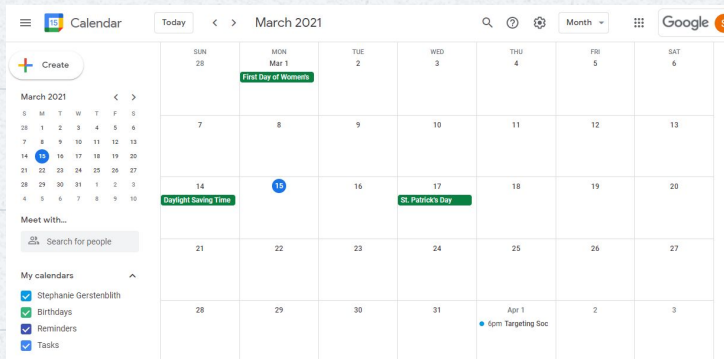 15 Calendar Today < > March 2021 Month Google
Create
SUN MON TUE WED THU FRI SAT
28 Mar 1 2 3 4 5 6
First Day of Women's
March 2021 < >
S M T W T F S
28 1 2 3 4 5 6
7 8 9 10 11 12 13
14 15 16 17 18 19 20
21 22 23 24 25 26 27
28 29 30 31 1 2 3
4 5 6 7 8 9 10
7 8 9 10 11 12 13
14 15 16 17 18 19 20
Daylight Saving Time St. Patrick's Day
Meet with...
Search for people
21 22 23 24 25 26 27
My calendars
Stephanie Gerstenblith
Birthdays
Reminders
Tasks
28 29 30 31 Apr 1 2 3
6pm Targeting Soc